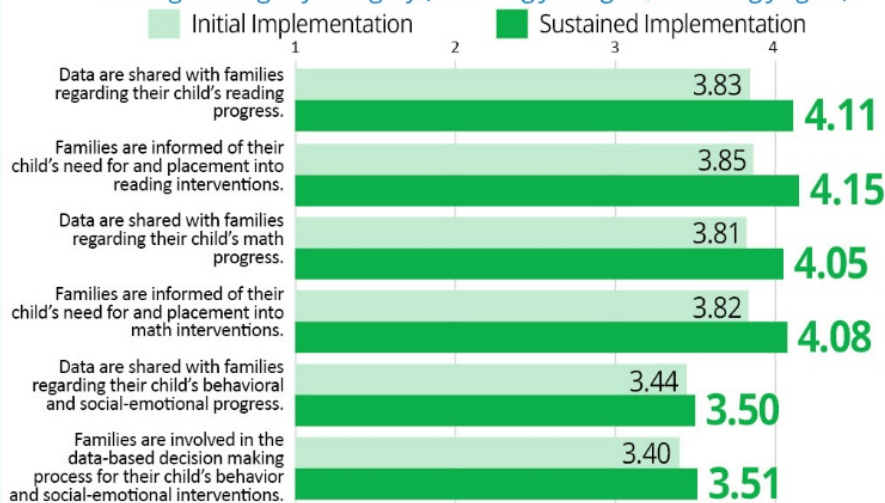 Initial Implementation
Sustained Implementation
1 2 3 4
Data are shared with families
regarding their child's reading
progress.
3.83
4.11
Families are informed of their
child's need for and placement into
reading interventions.
3.85
4.15
Data are shared with families
regarding their child's math
progress.
3.81
4.05
Families are informed of their
child's need for and placement into
math interventions.
3.82
4.08
Data are shared with families
regarding their child's behavioral
and social-emotional progress.
3.44
3.50
Families are involved in the
data-based decision making
process for their child's behavior
and social-emotional interventions.
3.40
3.51